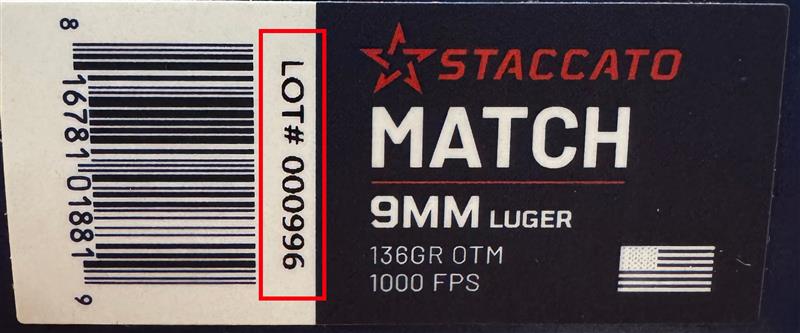 8 16781 01881 9
LOT# 000996
STACCATO
MATCH
9MM LUGER
136GR OTM
1000 FPS